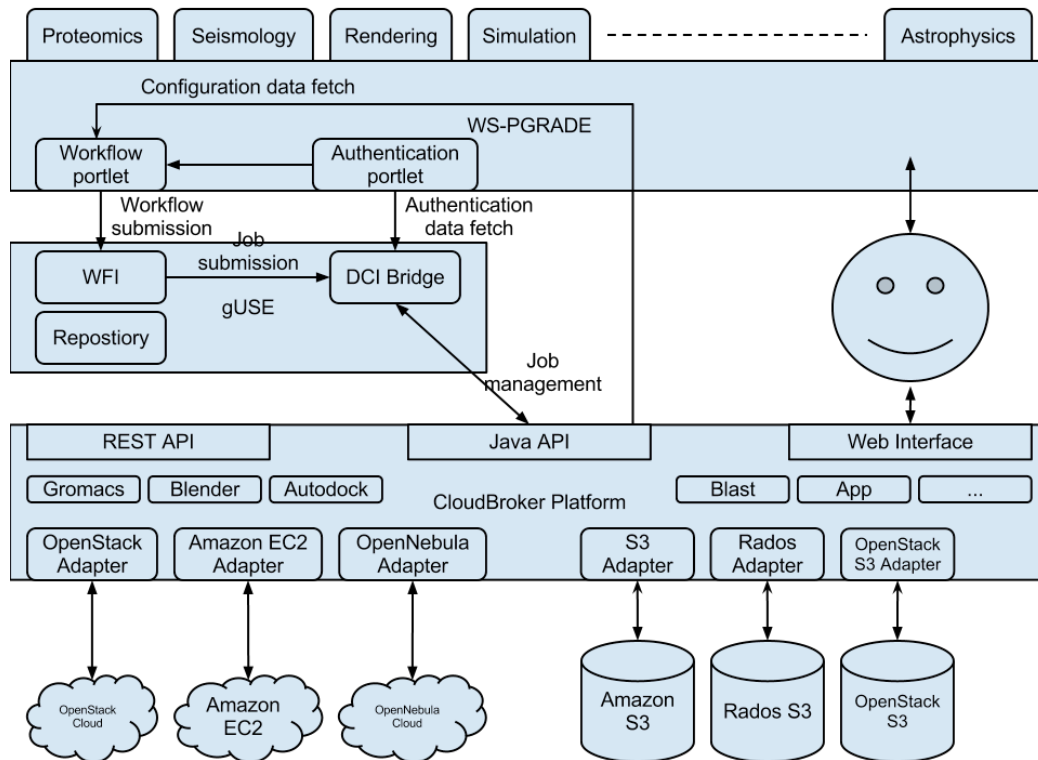 Proteomics
Seismology
Rendering
Simulation
Astrophysics
Configuration data fetch
WS-PGRADE
Workflow
portlet
Authentication
portlet
Workflow
submission
Authentication
data fetch
Job
submission
WFI
DCI Bridge
gUSE
Repostiory
Job
management
REST API
Java API
Web Interface
Gromacs
Blender
Autodock
CloudBroker Platform
Blast
App
...
OpenStack
Adapter
Amazon EC2
Adapter
OpenNebula
Adapter
S3
Adapter
Rados
Adapter
OpenStack
S3 Adapter
OpenStack
Cloud
Amazon
EC2
OpenNebula
Cloud
Amazon
S3
Rados S3
OpenStack
S3